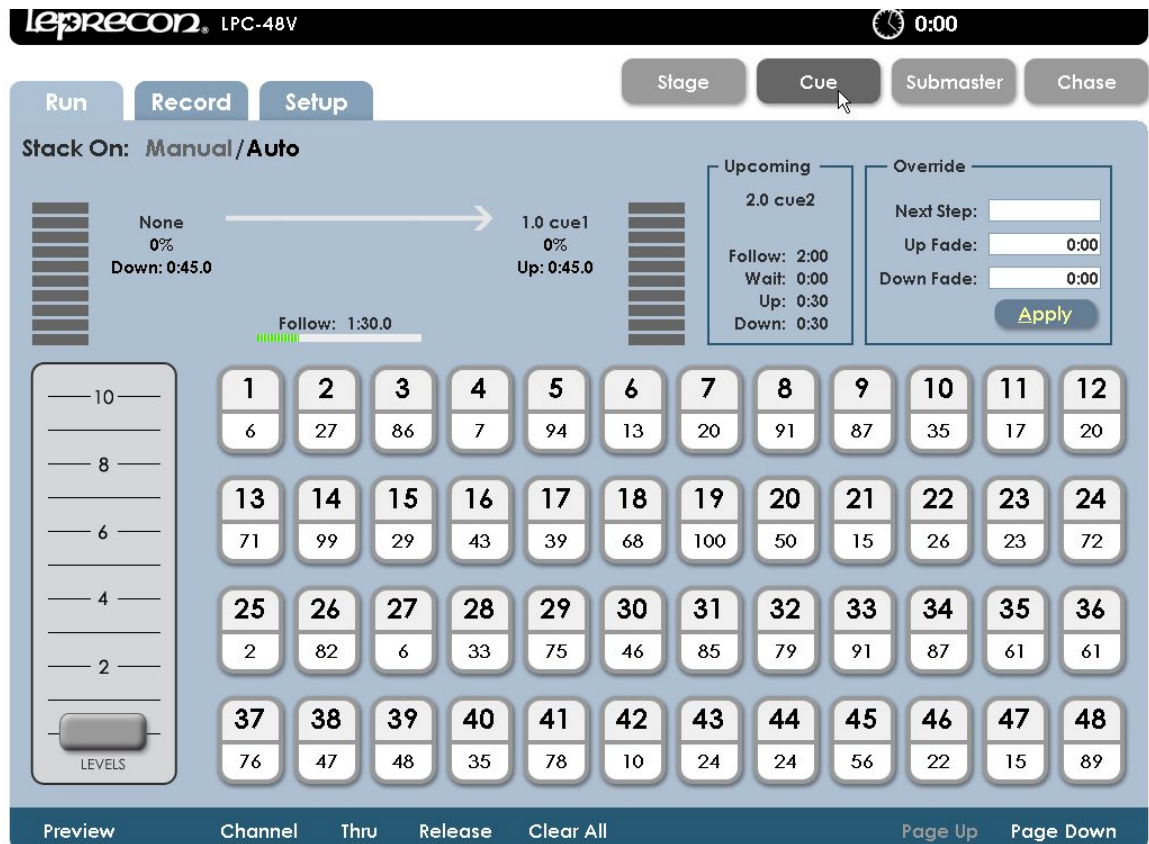 Leprecon® LPC-48V 0:00
Stage Cue Submaster Chase
Run Record Setup
Stack On: Manual/Auto
None
0%
Down: 0:45.0
1.0 cue1
0%
Up: 0:45.0
Follow: 1:30.0
Upcoming
2.0 cue2
Follow: 2:00
Wait: 0:00
Up: 0:30
Down: 0:30
Override
Next Step:
Up Fade: 0:00
Down Fade: 0:00
Apply
10
8
6
4
2
LEVELS
1 2 3 4 5 6 7 8 9 10 11 12
6 27 86 7 94 13 20 91 87 35 17 20
13 14 15 16 17 18 19 20 21 22 23 24
71 99 29 43 39 68 100 50 15 26 23 72
25 26 27 28 29 30 31 32 33 34 35 36
2 82 6 33 75 46 85 79 91 87 61 61
37 38 39 40 41 42 43 44 45 46 47 48
76 47 48 35 78 10 24 24 56 22 15 89
Preview Channel Thru Release Clear All Page Up Page Down